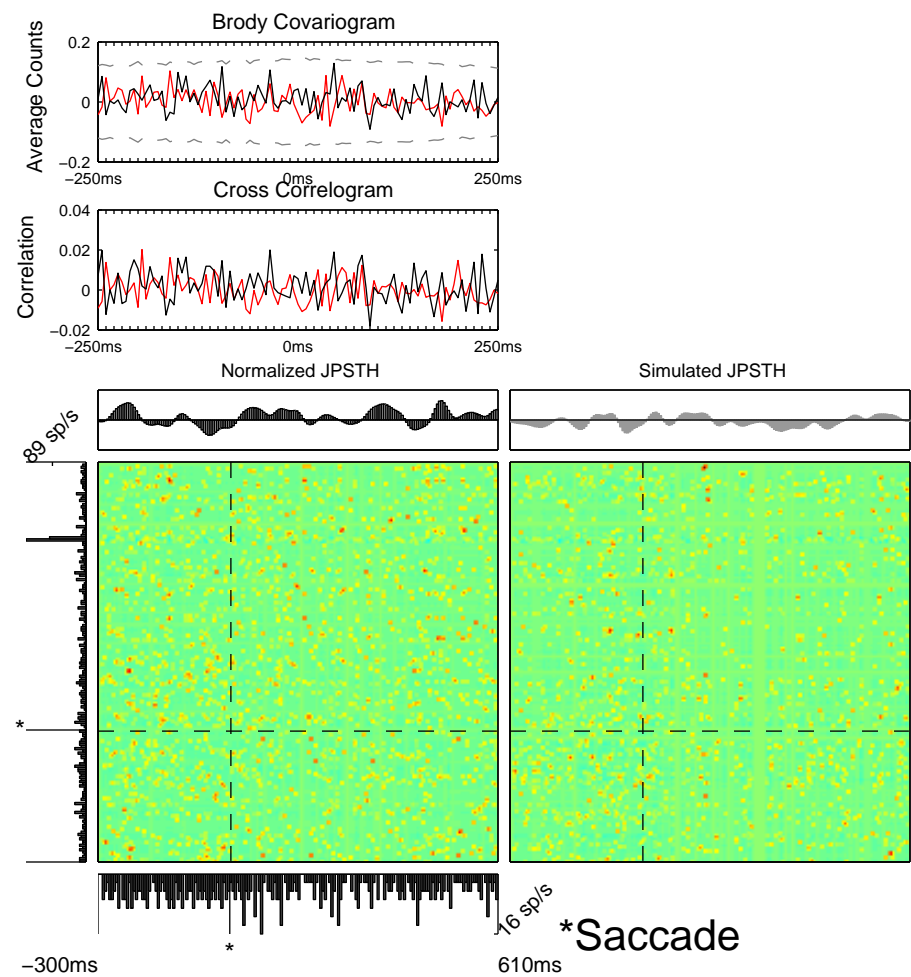 Brody Covariogram
0.2
0
−0.2
Average Counts
−250ms
0ms
250ms
Cross Correlogram
0.04
0.02
0
−0.02
Correlation
−250ms
0ms
250ms
Normalized JPSTH
Simulated JPSTH
89 sp/s
*
*
16 sp/s
*Saccade
−300ms
610ms